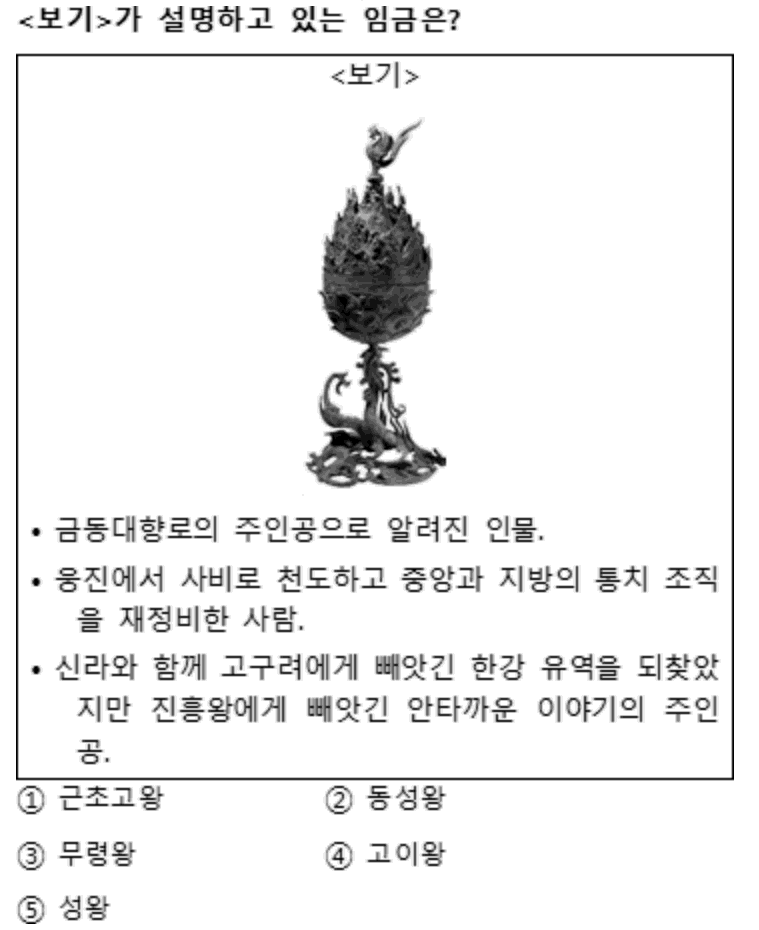 <보기>가 설명하고 있는 임금은?
<보기>
• 금동대향로의 주인공으로 알려진 인물.
• 웅진에서 사비로 천도하고 중앙과 지방의 통치 조직
을 재정비한 사람.
• 신라와 함께 고구려에게 빼앗긴 한강 유역을 되찾았
지만 진흥왕에게 빼앗긴 안타까운 이야기의 주인
공.
① 근초고왕 ② 동성왕
③ 무령왕 ④ 고이왕
⑤ 성왕